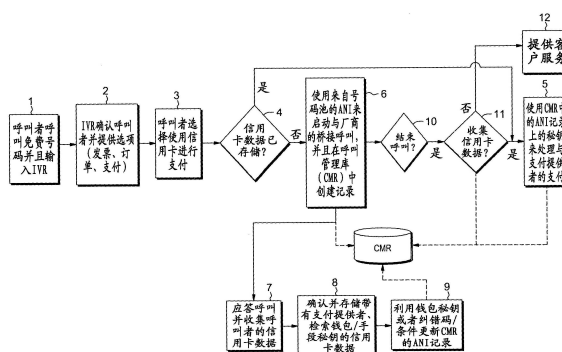 1
呼叫者呼
叫免费号
码并且输
入IVR
2
IVR确认呼叫
者并提供选项
(发票、订
单、支付)
3
呼叫者选
择使用信
用卡进行
支付
是
4
信用
卡数据已
存储?
否
6
使用来自号
码池的ANI来
启动与厂商
的桥接呼叫,
并且在呼叫
管理库
(CMR)中
创建记录
10
结束
呼叫?
是
11
收集
信用卡
数据?
否
是
12
提供客
户服务
5
使用CMR中
的ANI记录
上的秘钥
来处理与
支付提供
者的支付
CMR
7
应答呼叫
并收集呼
叫者的信
用卡数据
8
确认并存储带
有支付提供者、
检索钱包/手
段秘钥的信用
卡数据
9
利用钱包秘钥
或者纠错码/
条件更新CMR
的ANI记录